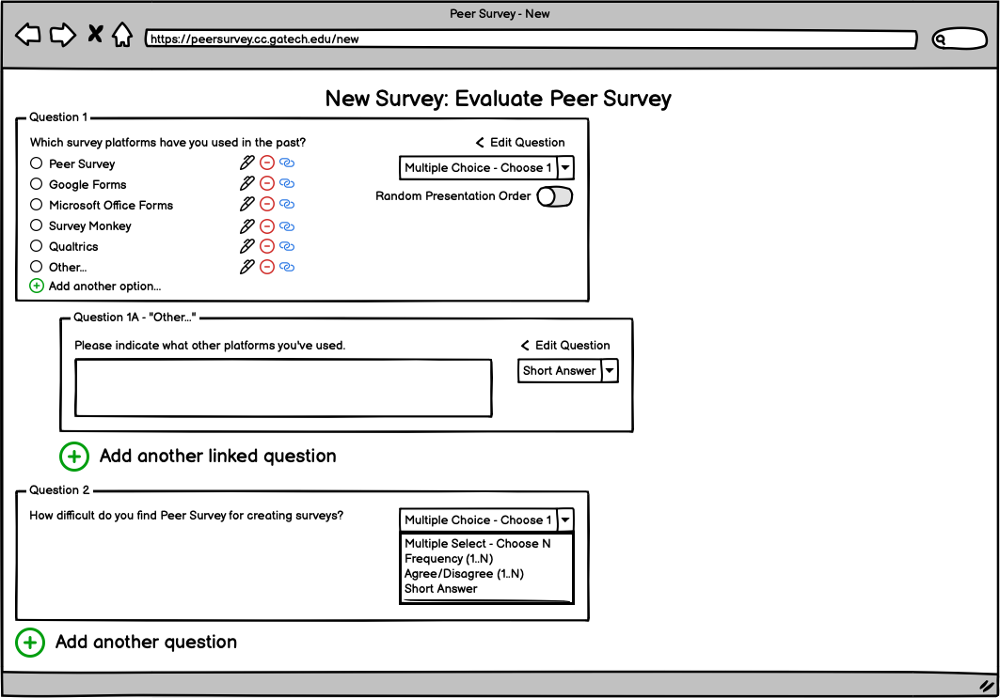 Peer Survey - New
https://peersurvey.cc.gatech.edu/new
New Survey: Evaluate Peer Survey
Question 1
Which survey platforms have you used in the past?
Edit Question
Peer Survey
Multiple Choice - Choose 1
Google Forms
Random Presentation Order
Microsoft Office Forms
Survey Monkey
Qualtrics
Other...
Add another option...
Question 1A - "Other..."
Please indicate what other platforms you've used.
Edit Question
Short Answer
Add another linked question
Question 2
How difficult do you find Peer Survey for creating surveys?
Multiple Choice - Choose 1
Multiple Select - Choose N
Frequency (1..N)
Agree/Disagree (1..N)
Short Answer
Add another question